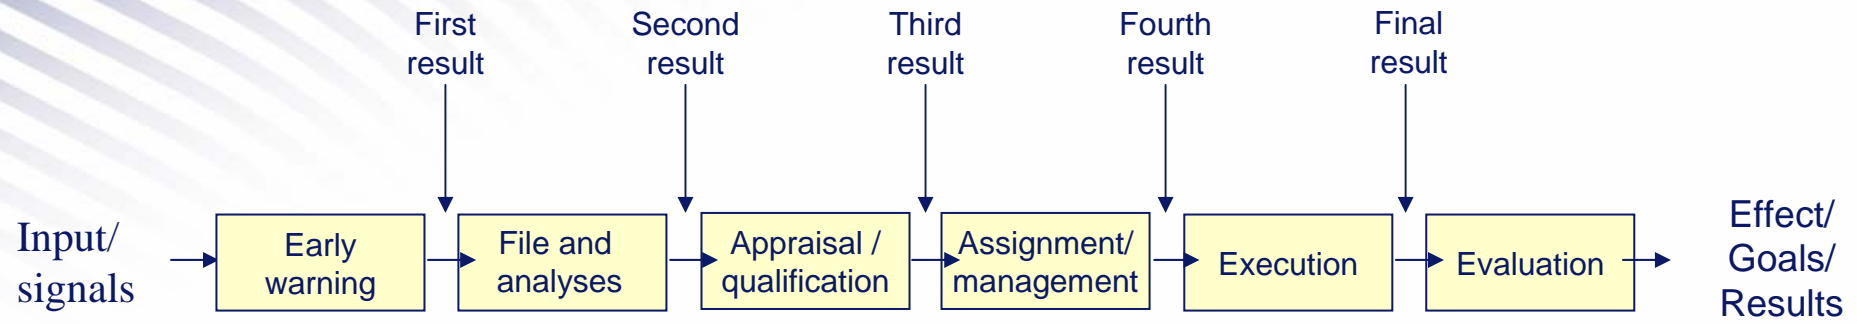 First
result
Second
result
Third
result
Fourth
result
Final
result
Input/
signals
Early
warning
File and
analyses
Appraisal /
qualification
Assignment/
management
Execution
Evaluation
Effect/
Goals/
Results